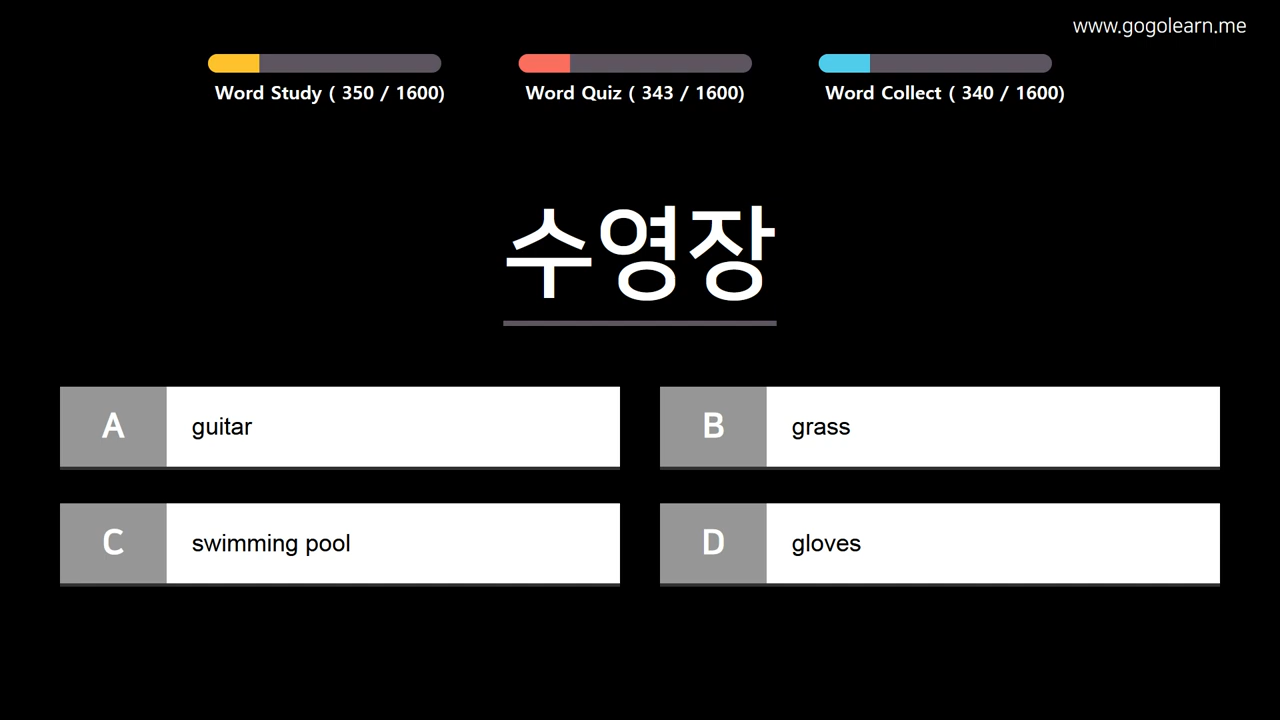 www.gogolearn.me
Word Study ( 350 / 1600)
Word Quiz ( 343 / 1600)
Word Collect ( 340 / 1600)
수영장
A guitar
B grass
C swimming pool
D gloves